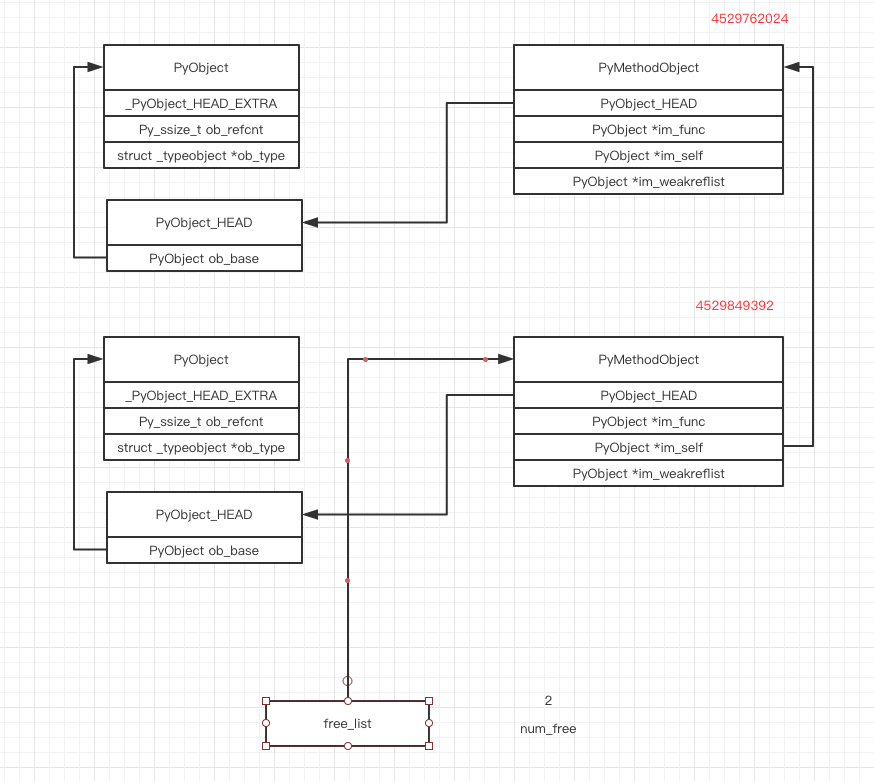 4529762024
PyObject
_PyObject_HEAD_EXTRA
Py_ssize_t ob_refcnt
struct _typeobject *ob_type
PyObject_HEAD
PyObject ob_base
PyMethodObject
PyObject_HEAD
PyObject *im_func
PyObject *im_self
PyObject *im_weakreflist
4529849392
PyObject
_PyObject_HEAD_EXTRA
Py_ssize_t ob_refcnt
struct _typeobject *ob_type
PyObject_HEAD
PyObject ob_base
PyMethodObject
PyObject_HEAD
PyObject *im_func
PyObject *im_self
PyObject *im_weakreflist
free_list
2
num_free